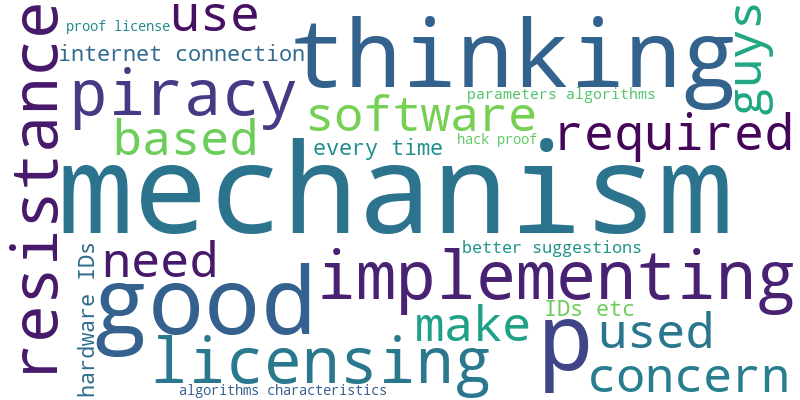 proof license
use
internet connection
thinking
guys
resistance
piracy
parameters algorithms
software
based
required
hack proof
every time
mechanism
better suggestions
need
hardware IDs
implementing
good
IDs etc
make
p
used
licensing
concern
algorithms characteristics